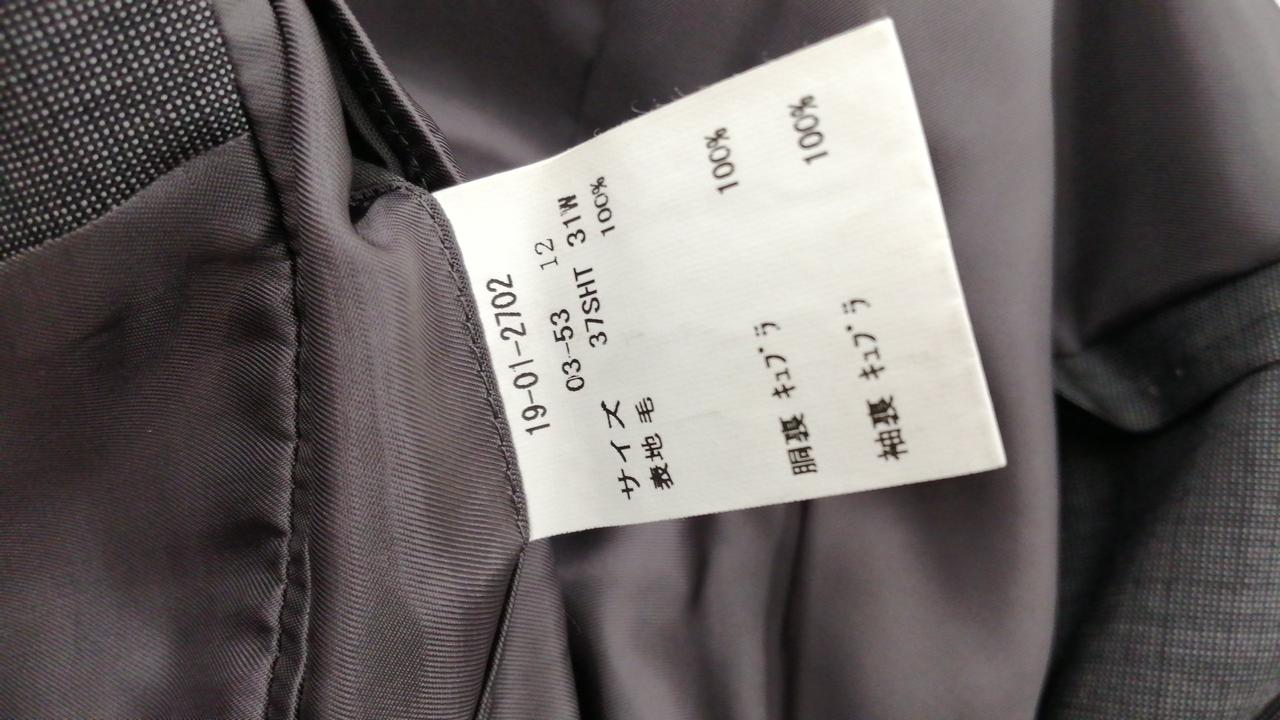 19-01-2702
03-53 12
サイズ 37SHT 31W
表地 毛 100%
100%
胴裏 キュプラ
100%
袖裏 キュプラ